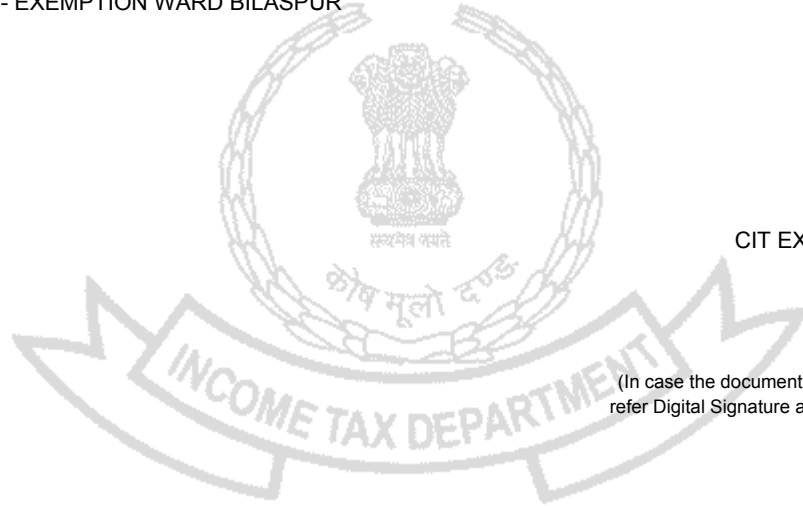 - EXEMPTION WARD BILASPUR
सत्यमेव जयते
CIT EX
कोष मूलो दण्डः
(In case the document
refer Digital Signature a
INCOME TAX DEPARTMENT